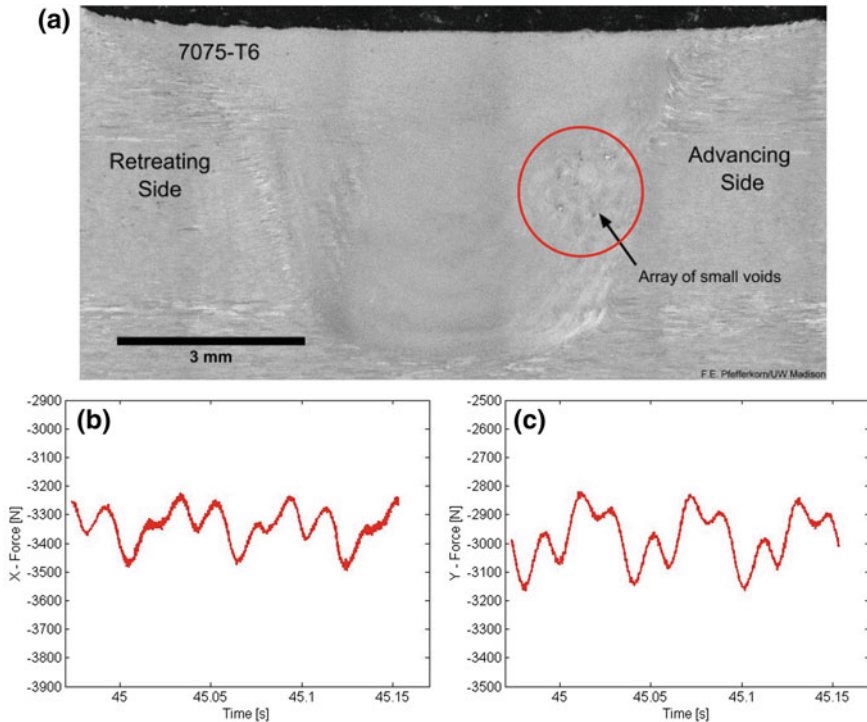 (a)
7075-T6
Retreating
Side
Advancing
Side
Array of small voids
3 mm
F.E. Pfefferkorn/UW Madison
(b)
-2900
-3000
-3100
-3200
-3300
-3400
-3500
-3600
-3700
-3800
-3900
X - Force [N]
45
45.05
45.1
45.15
Time [s]
(c)
-2500
-2600
-2700
-2800
-2900
-3000
-3100
-3200
-3300
-3400
-3500
Y - Force [N]
45
45.05
45.1
45.15
Time [s]